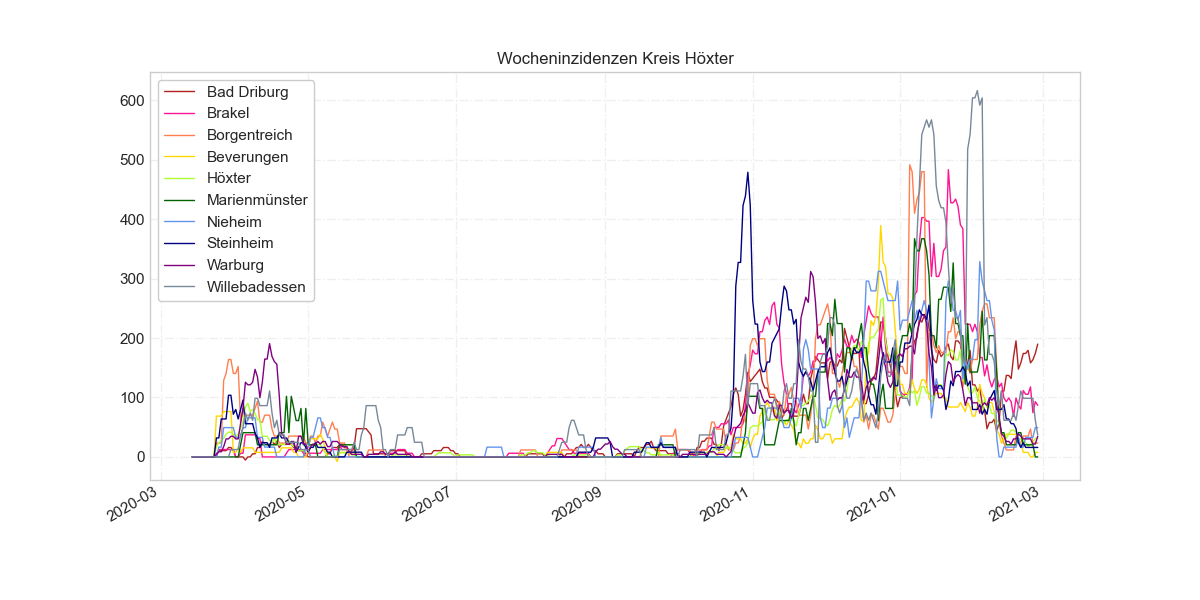 Wocheninzidenzen Kreis Höxter
600
500
400
300
200
100
0
Bad Driburg
Brakel
Borgentreich
Beverungen
Höxter
Marienmünster
Nieheim
Steinheim
Warburg
Willebadessen
2020-03
2020-05
2020-07
2020-09
2020-11
2021-01
2021-03